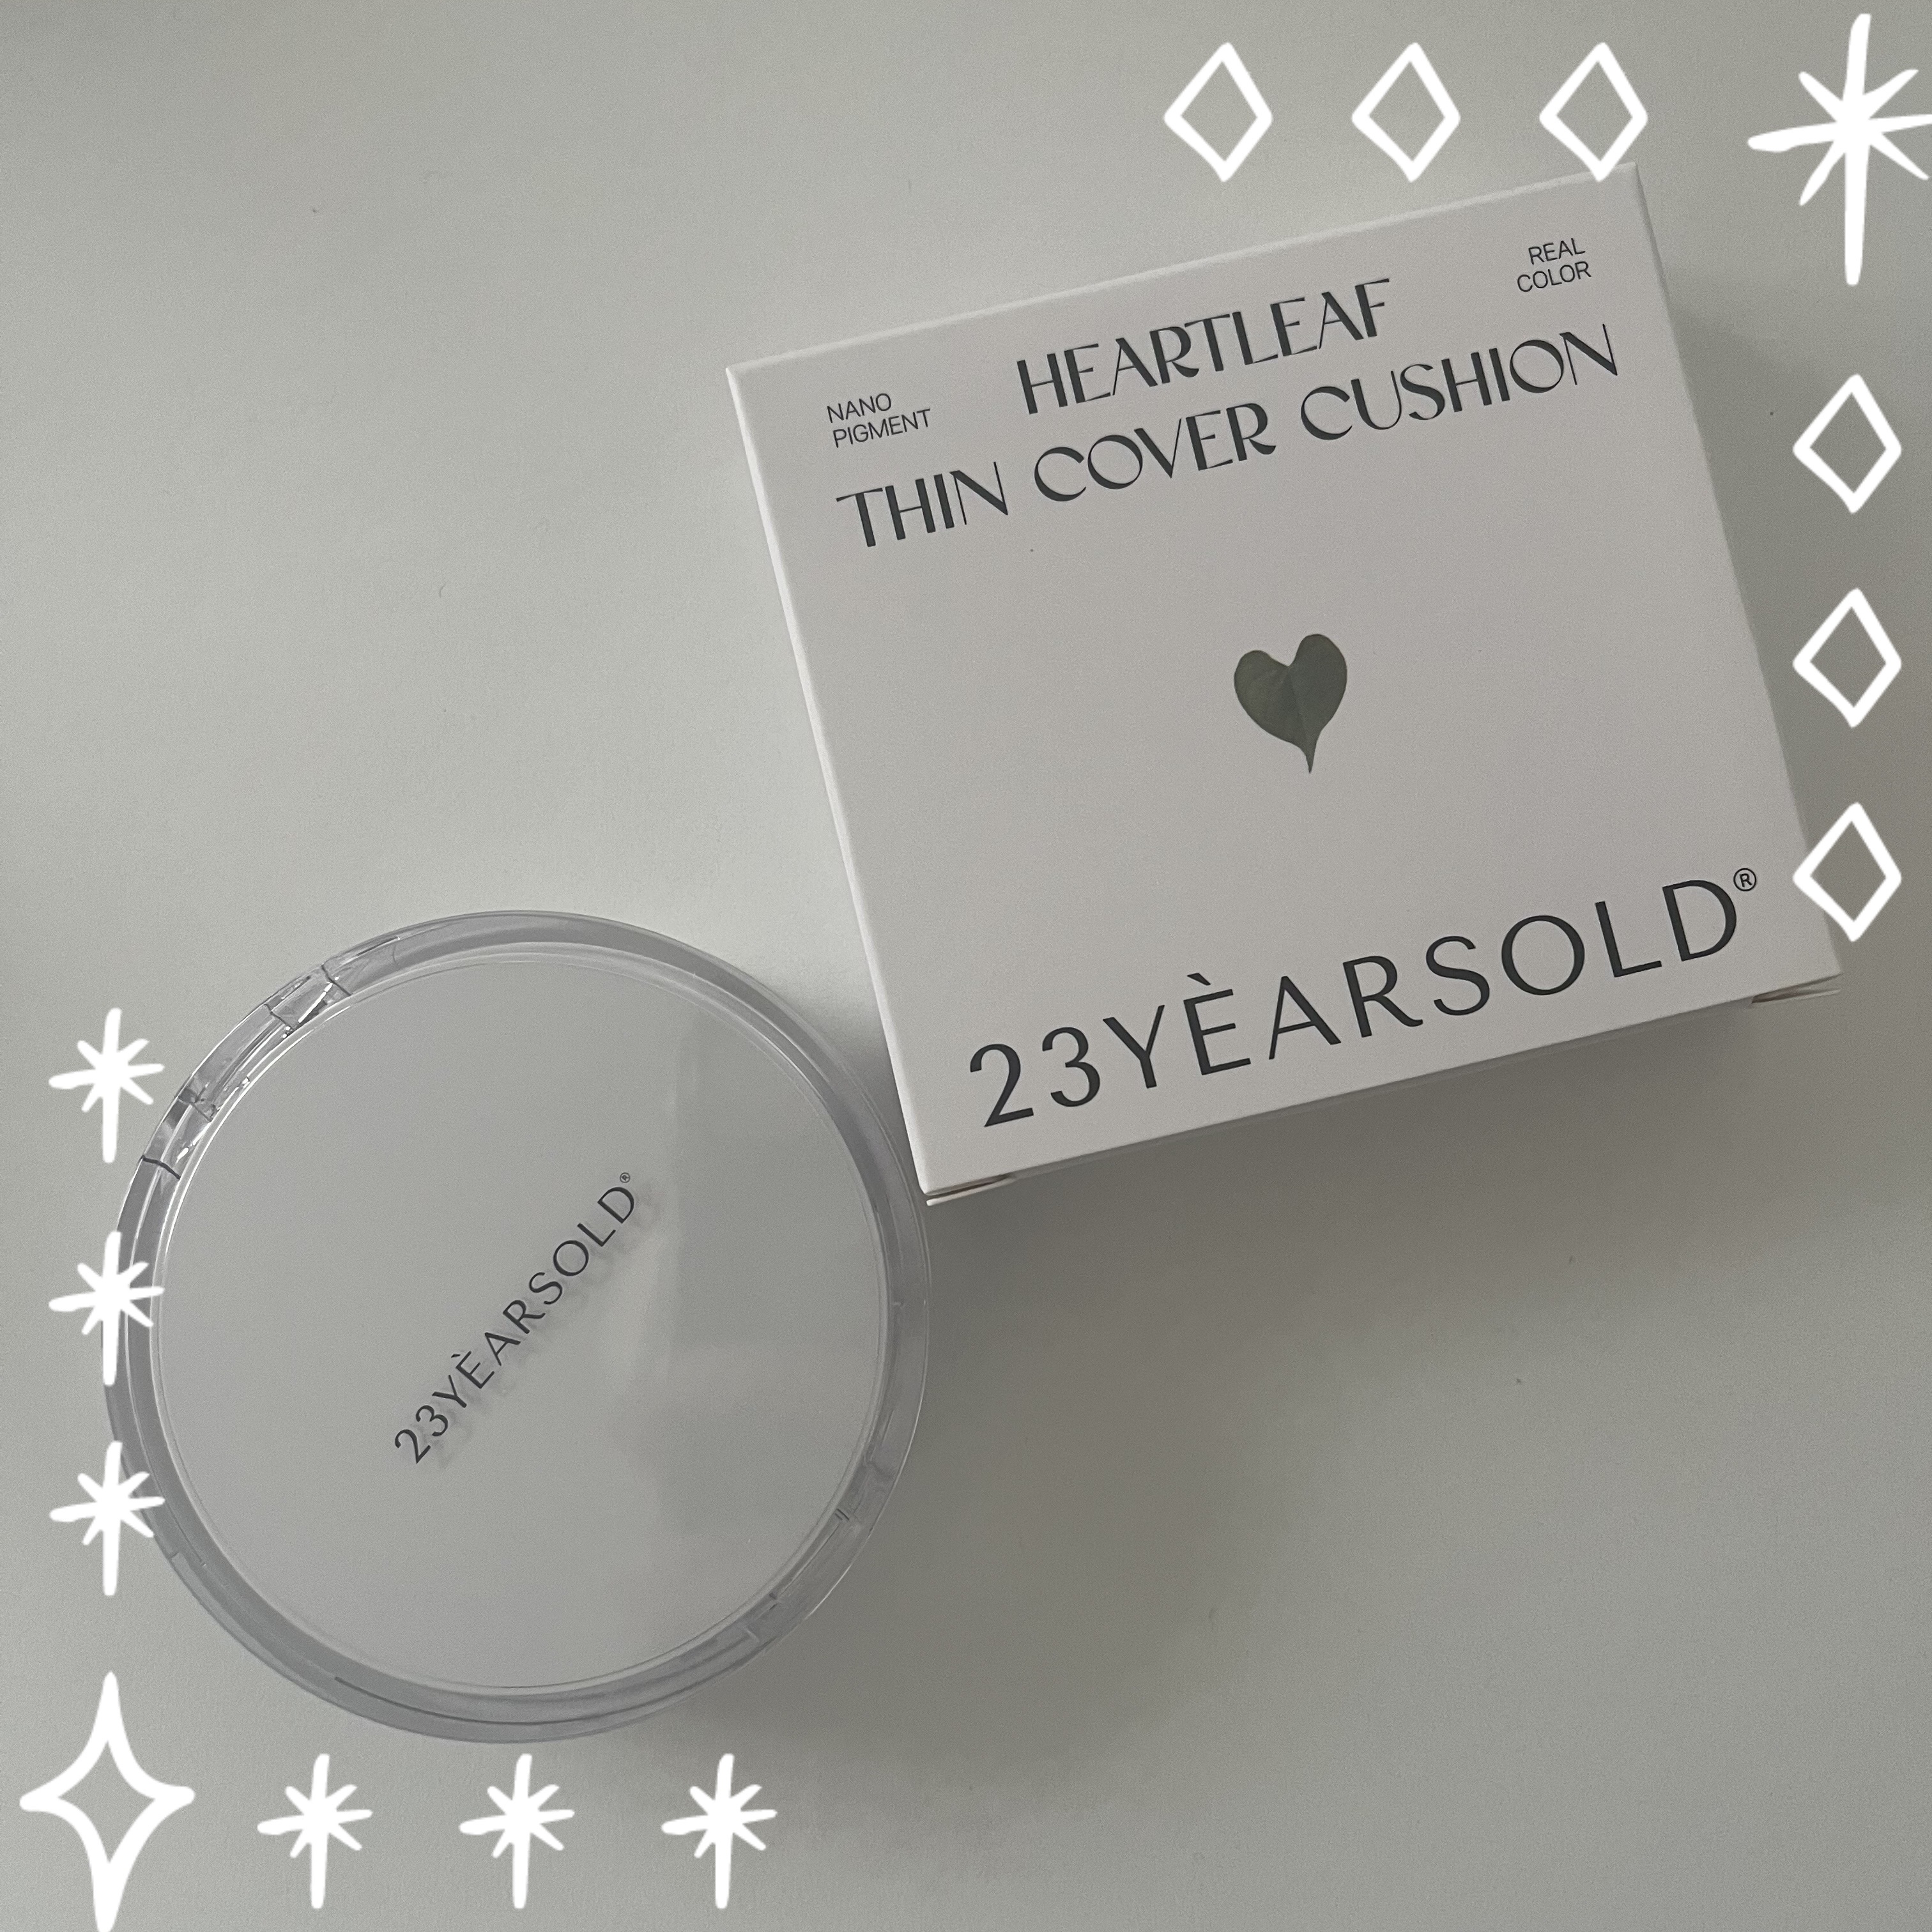 REAL
COLOR
HEARTLEAF
NANO
PIGMENT
THIN COVER CUSHION
23YÈARSOLD®
23YÈARSOLD®